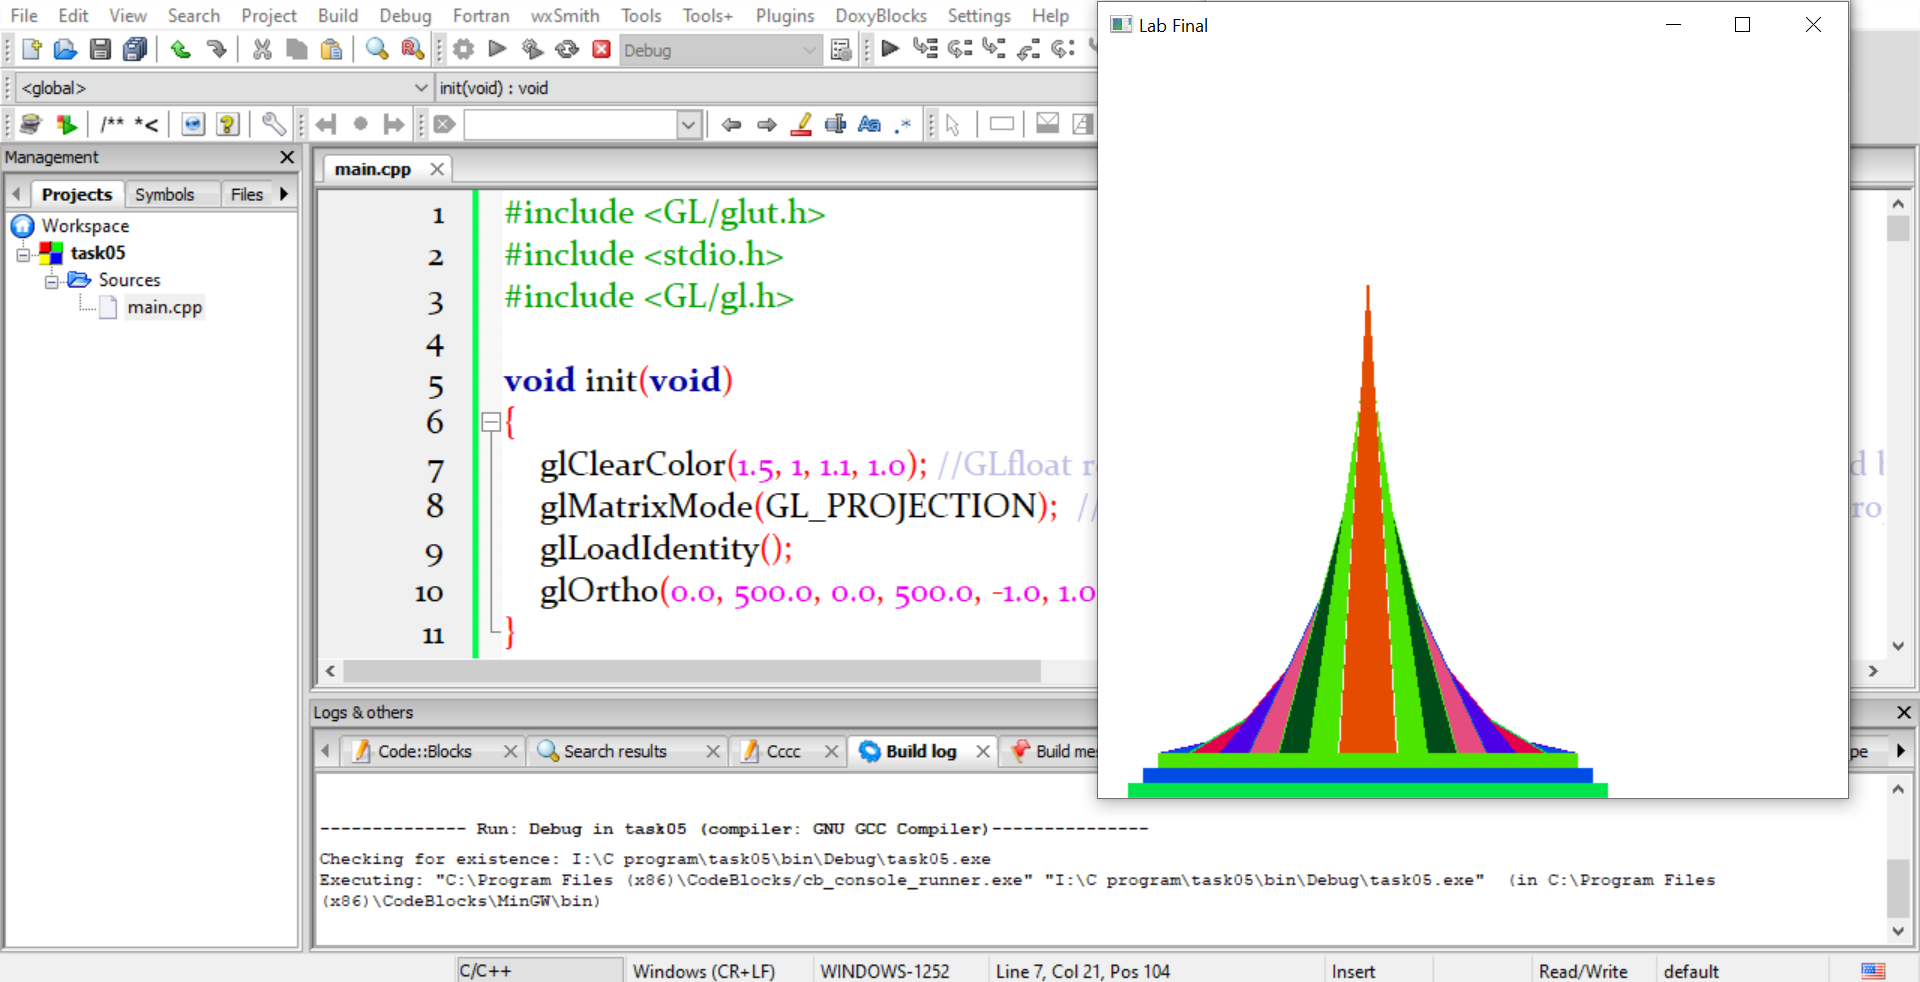 File Edit View Search Project Build Debug Fortran wxSmith Tools Tools+ Plugins DoxyBlocks Settings Help
Lab Final
Debug
<global>
init(void) : void
/** *<
Management
main.cpp
Projects Symbols Files
Workspace
task05
Sources
main.cpp
1 #include <GL/glut.h>
2 #include <stdio.h>
3 #include <GL/gl.h>
4
5 void init(void)
6 {
7 glClearColor(1.5, 1, 1.1, 1.0); //GLfloat
8 glMatrixMode(GL_PROJECTION); //
9 glLoadIdentity();
10 glOrtho(0.0, 500.0, 0.0, 500.0, -1.0, 1.0
11 }
Logs & others
Code::Blocks Search results Cccc Build log Build mes
-------------- Run: Debug in task05 (compiler: GNU GCC Compiler)---------------
Checking for existence: I:\C program\task05\bin\Debug\task05.exe
Executing: "C:\Program Files (x86)\CodeBlocks/cb_console_runner.exe" "I:\C program\task05\bin\Debug\task05.exe" (in C:\Program Files
(x86)\CodeBlocks\MinGW\bin)
C/C++ Windows (CR+LF) WINDOWS-1252 Line 7, Col 21, Pos 104 Insert Read/Write default